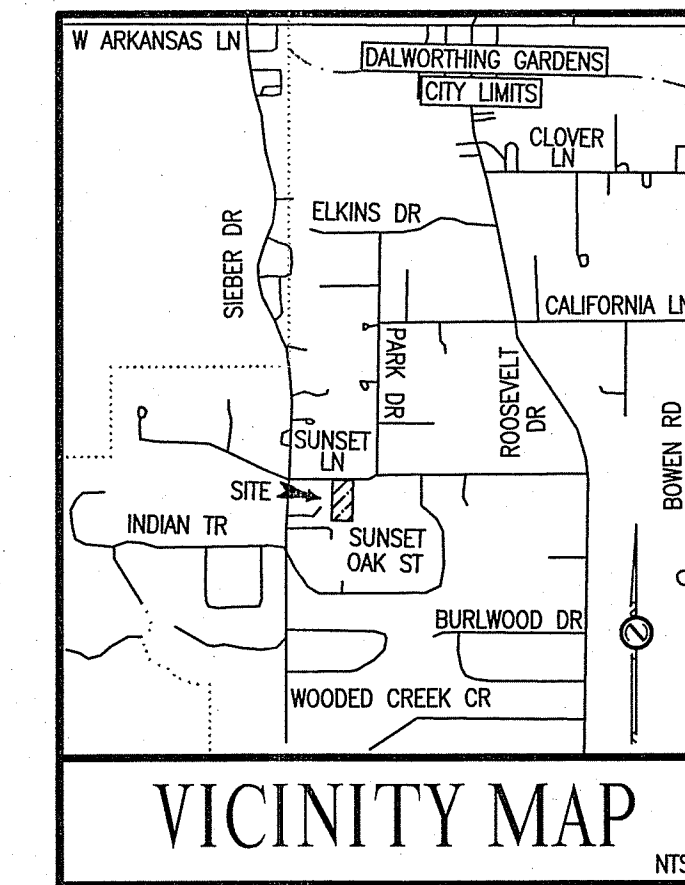 W ARKANSAS LN
DALWORTHING GARDENS
CITY LIMITS
CLOVER
LN
ELKINS DR
SIEBER DR
CALIFORNIA LN
PARK DR
ROOSEVELT
DR
BOWEN RD
SUNSET
LN
SITE
INDIAN TR
SUNSET
OAK ST
BURLWOOD DR
WOODED CREEK CR
VICINITY MAP
NTS